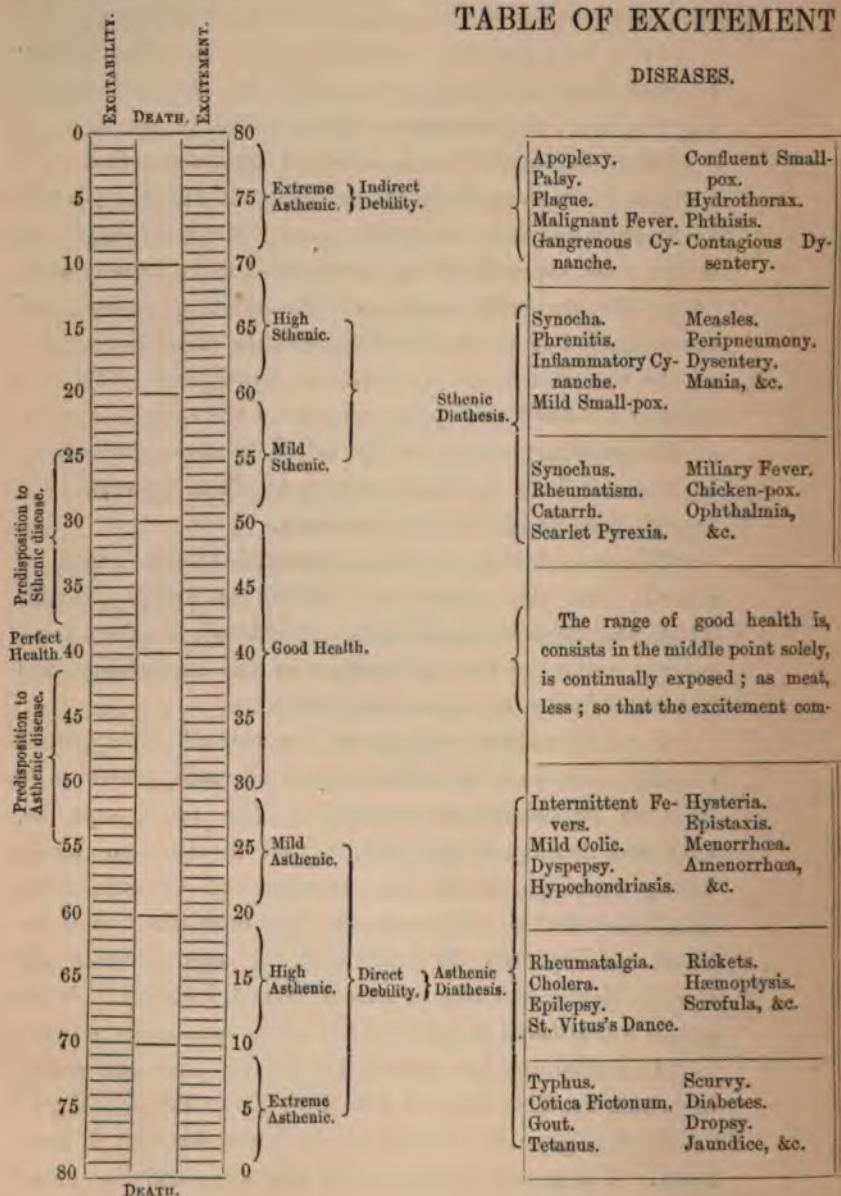 TABLE OF EXCITEMENT
DISEASES.
EXCITABILITY.
DEATH.
EXCITEMENT.
0
5
10
15
20
25
30
35
40
45
50
55
60
65
70
75
80
Predisposition to
Sthenic disease.
Perfect
Health.
Predisposition to
Asthenic disease.
80
75
70
65
60
55
50
45
40
35
30
25
20
15
10
5
0
DEATH.
Extreme
Asthenic.
Indirect
Debility.
High
Sthenic.
Mild
Sthenic.
Sthenic
Diathesis.
Good Health.
Mild
Asthenic.
High
Asthenic.
Extreme
Asthenic.
Direct
Debility.
Asthenic
Diathesis.
Apoplexy.
Palsy.
Plague.
Malignant Fever.
Gangrenous Cy-
nanche.
Confluent Small-
pox.
Hydrothorax.
Phthisis.
Contagious Dy-
sentery.
Synocha.
Phrenitis.
Inflammatory Cy-
nanche.
Mild Small-pox.
Measles.
Peripneumony.
Dysentery.
Mania, &c.
Synochus.
Rheumatism.
Catarrh.
Scarlet Pyrexia.
Miliary Fever.
Chicken-pox.
Ophthalmia,
&c.
The range of good health is,
consists in the middle point solely,
is continually exposed ; as meat,
less ; so that the excitement com-
Intermittent Fe-
vers.
Mild Colic.
Dyspepsy.
Hypochondriasis.
Hysteria.
Epistaxis.
Menorrhœa.
Amenorrhœa,
&c.
Rheumatalgia.
Cholera.
Epilepsy.
St. Vitus's Dance.
Rickets.
Hæmoptysis.
Scrofula, &c.
Typhus.
Cotica Pictonum.
Gout.
Tetanus.
Scurvy.
Diabetes.
Dropsy.
Jaundice, &c.